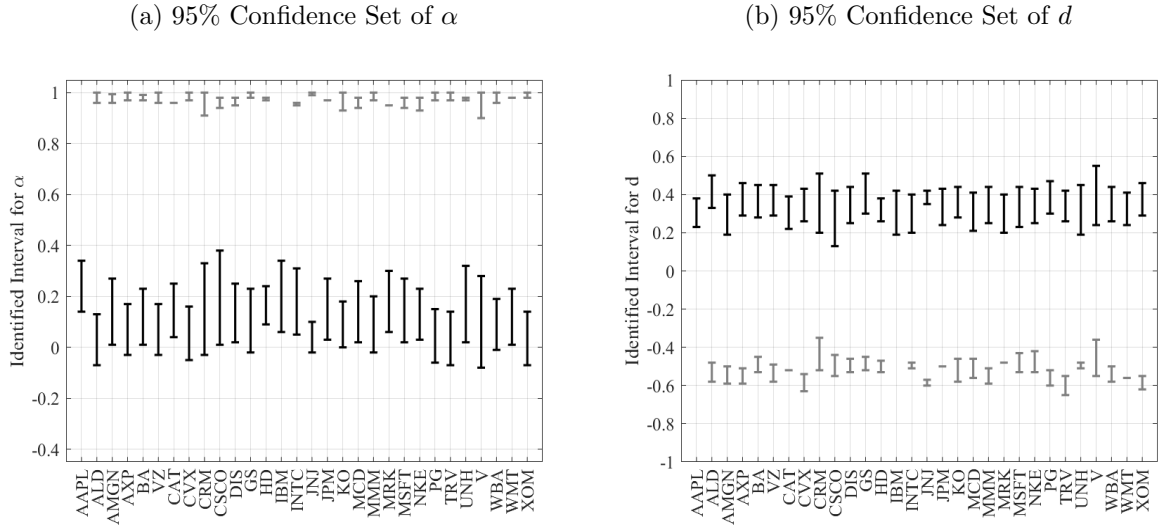 (a) 95% Confidence Set of α
(b) 95% Confidence Set of d
Identified Interval for α
1
0.8
0.6
0.4
0.2
0
-0.2
-0.4
AAPL
ALD
AMGN
AXP
BA
VZ
CAT
CVX
CRM
CSCO
DIS
GS
HD
IBM
INTC
JNJ
JPM
KO
MCD
MMM
MRK
MSFT
NKE
PG
TRV
UNH
V
WBA
WMT
XOM
Identified Interval for d
1
0.8
0.6
0.4
0.2
0
-0.2
-0.4
-0.6
-0.8
-1
AAPL
ALD
AMGN
AXP
BA
VZ
CAT
CVX
CRM
CSCO
DIS
GS
HD
IBM
INTC
JNJ
JPM
KO
MCD
MMM
MRK
MSFT
NKE
PG
TRV
UNH
V
WBA
WMT
XOM